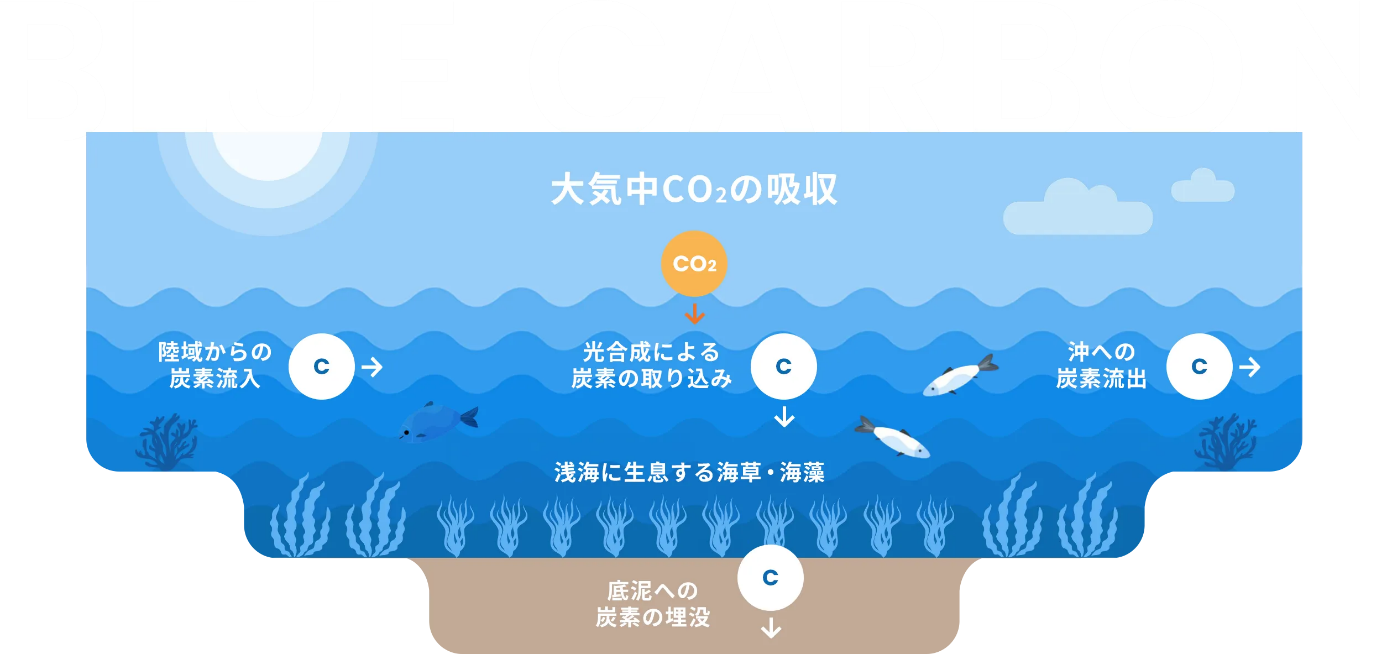 大気中CO₂の吸収
CO₂
陸域からの
炭素流入
C
光合成による
炭素の取り込み
C
沖への
炭素流出
C
浅海に生息する海草・海藻
底泥への
炭素の埋没
C